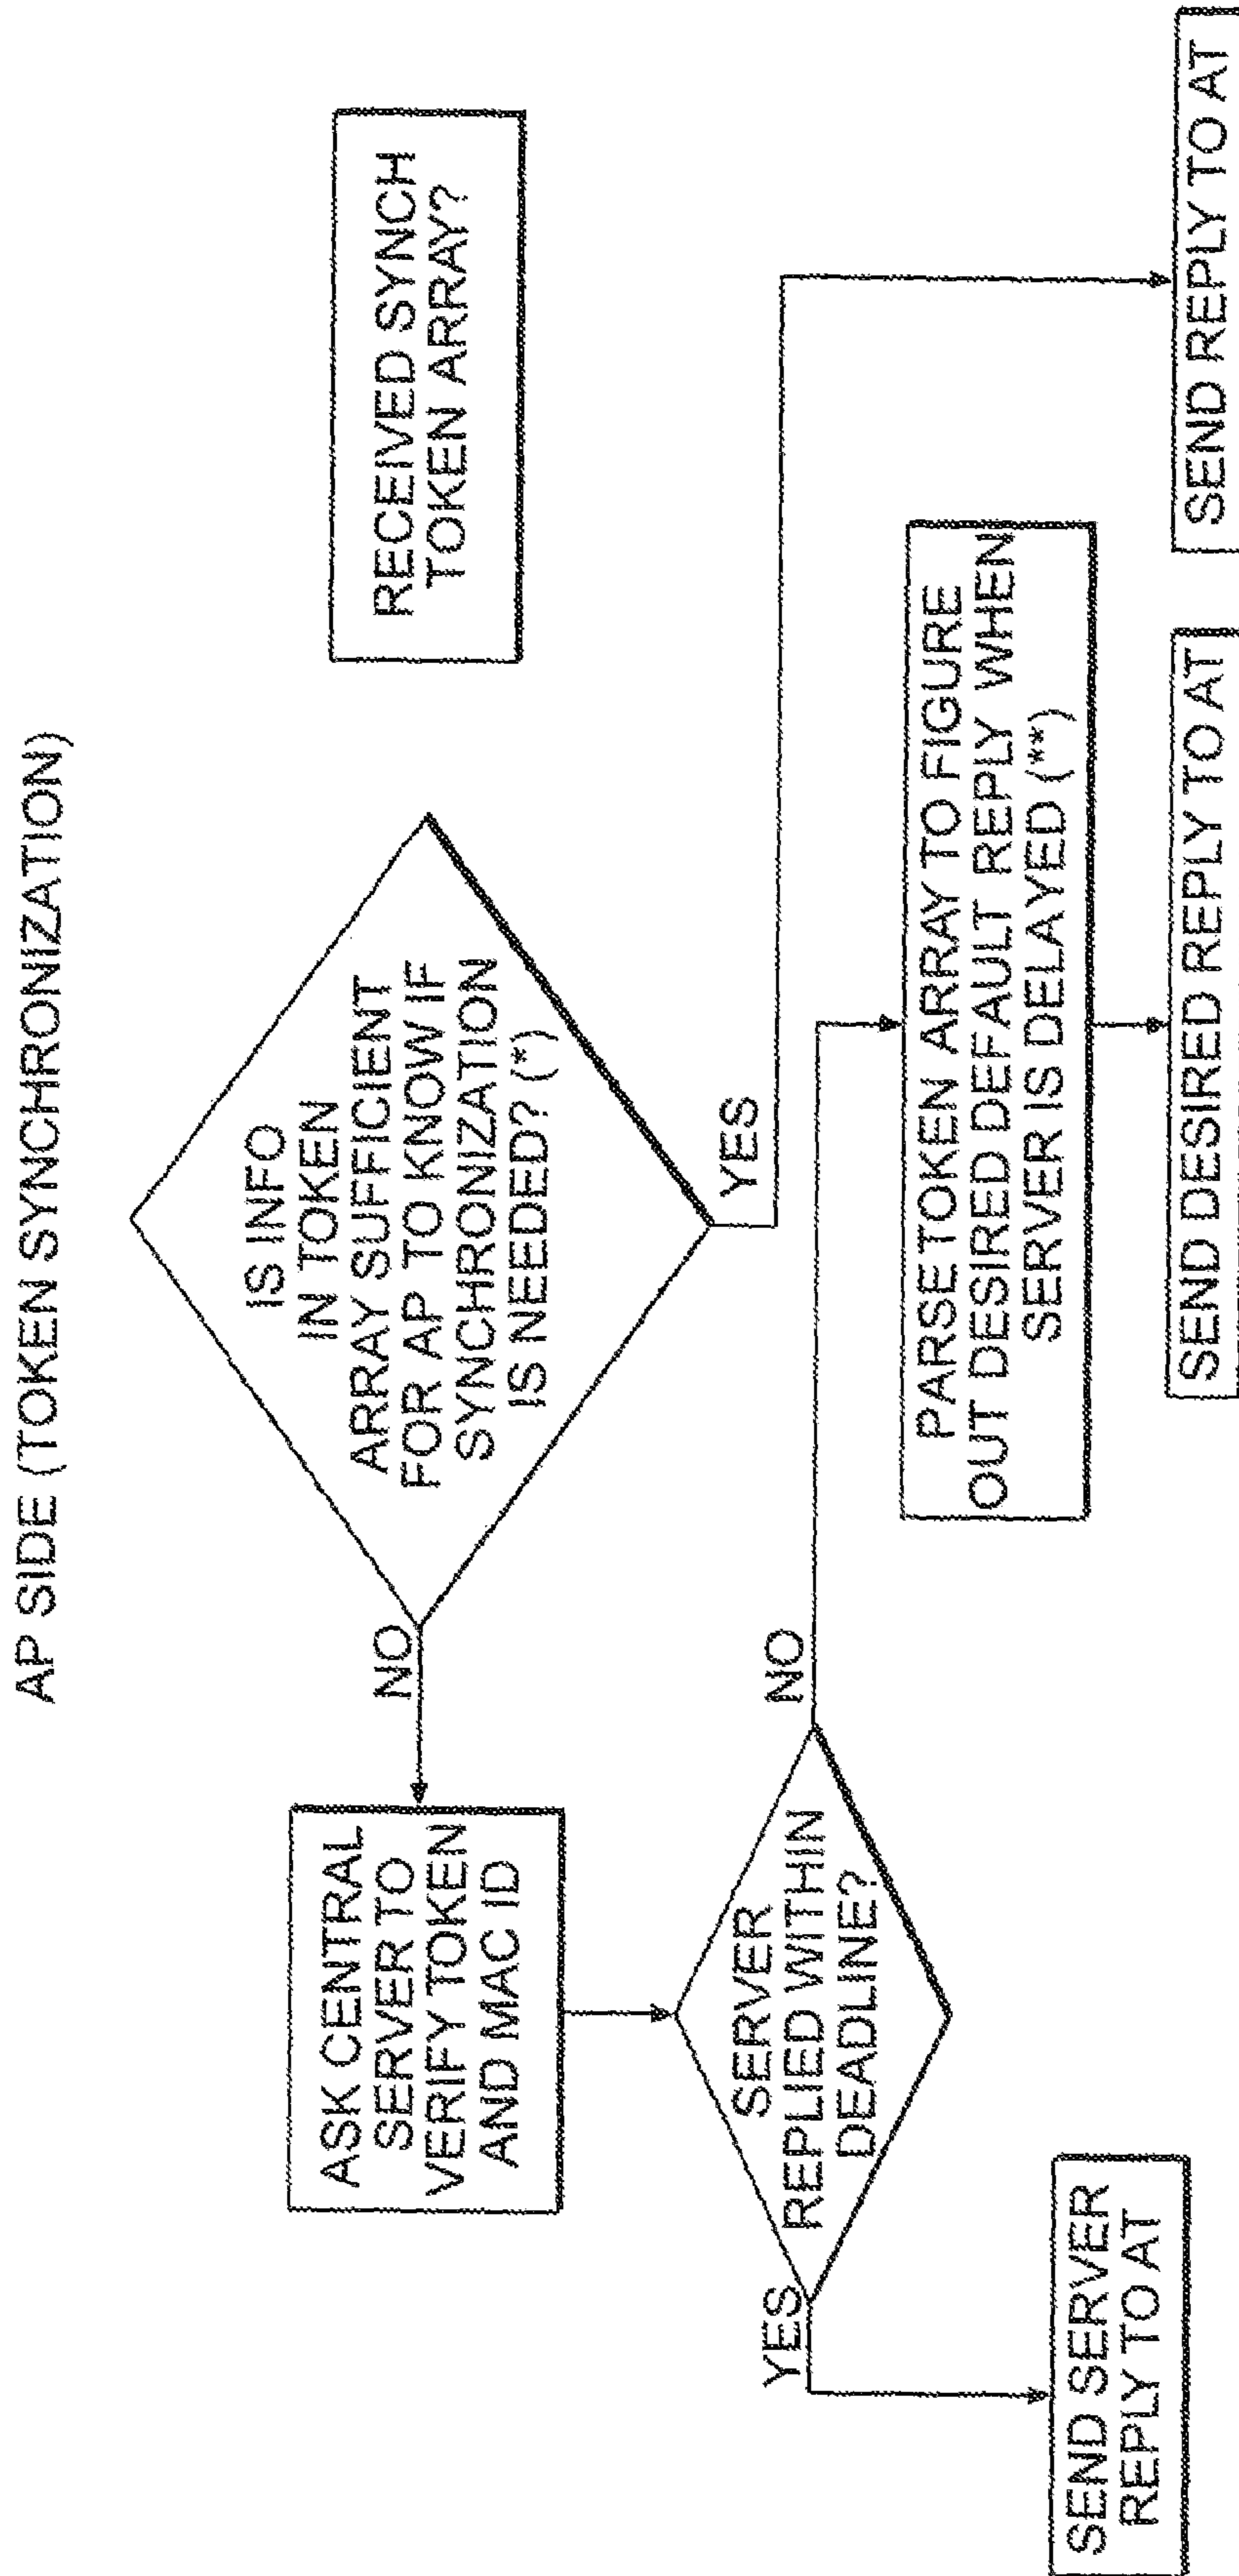 AP SIDE (TOKEN SYNCHRONIZATION)
RECEIVED SYNCH
TOKEN ARRAY?
IS INFO
IN TOKEN
ARRAY SUFFICIENT
FOR AP TO KNOW IF
SYNCHRONIZATION
IS NEEDED? (*)
NO
YES
ASK CENTRAL
SERVER TO
VERIFY TOKEN
AND MAC ID
SERVER
REPLIED WITHIN
DEADLINE?
YES
NO
PARSE TOKEN ARRAY TO FIGURE
OUT DESIRED DEFAULT REPLY WHEN
SERVER IS DELAYED (**)
SEND SERVER
REPLY TO AT
SEND DESIRED REPLY TO AT
SEND REPLY TO AT